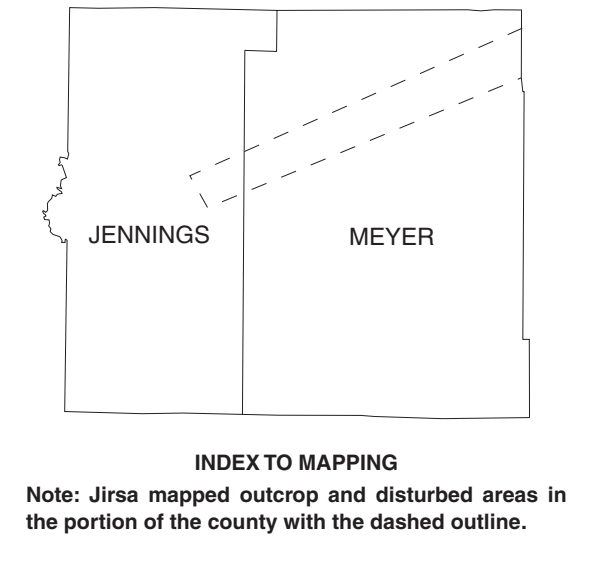 JENNINGS
MEYER
INDEX TO MAPPING
Note: Jirsa mapped outcrop and disturbed areas in
the portion of the county with the dashed outline.